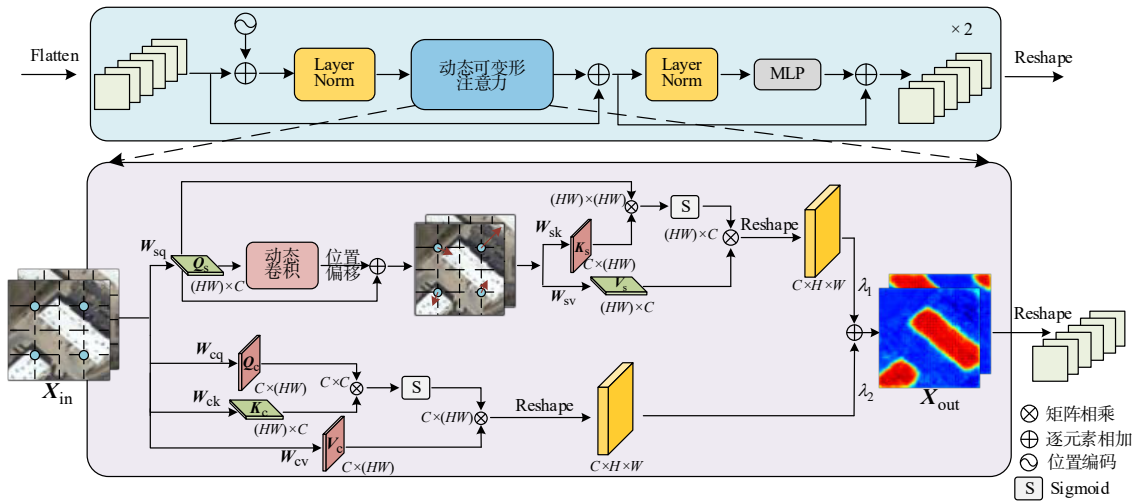 × 2
Flatten
Layer
Norm
动态可变形
注意力
Layer
Norm
MLP
Reshape
(HW)×(HW)
S
(HW)×C
Reshape
W_sk
K_s
C×(HW)
W_sq
Q_s
(HW)×C
动态
卷积
位置
偏移
W_sv
V_s
(HW)×C
C×H×W
λ_1
Reshape
W_cq
Q_c
C×(HW)
C×C
S
W_ck
K_c
(HW)×C
C×(HW)
Reshape
W_cv
V_c
C×(HW)
C×H×W
λ_2
X_in
X_out
矩阵相乘
逐元素相加
位置编码
S
Sigmoid